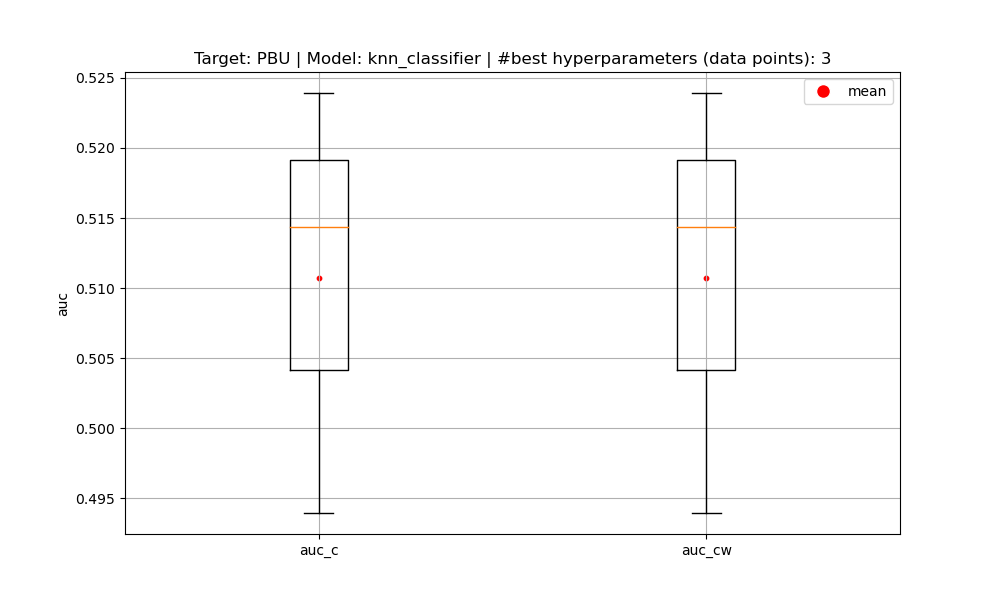 Target: PBU | Model: knn_classifier | #best hyperparameters (data points): 3
mean
0.525
0.520
0.515
0.510
0.505
0.500
0.495
auc
auc_c
auc_cw